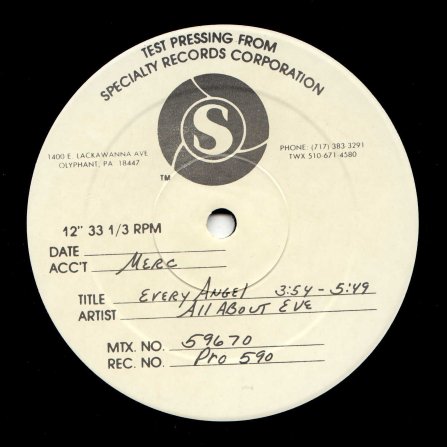 TEST PRESSING FROM
SPECIALTY RECORDS CORPORATION
S
1400 E. LACKAWANNA AVE
OLYPHANT, PA 18447
PHONE: (717) 383 3291
TWX 510-671-4580
TM
12" 33 1/3 RPM
DATE
ACC'T Merc
TITLE Every Angel 3:54 - 5:49
ARTIST All About Eve
MTX. NO. 59670
REC. NO. Pro 590